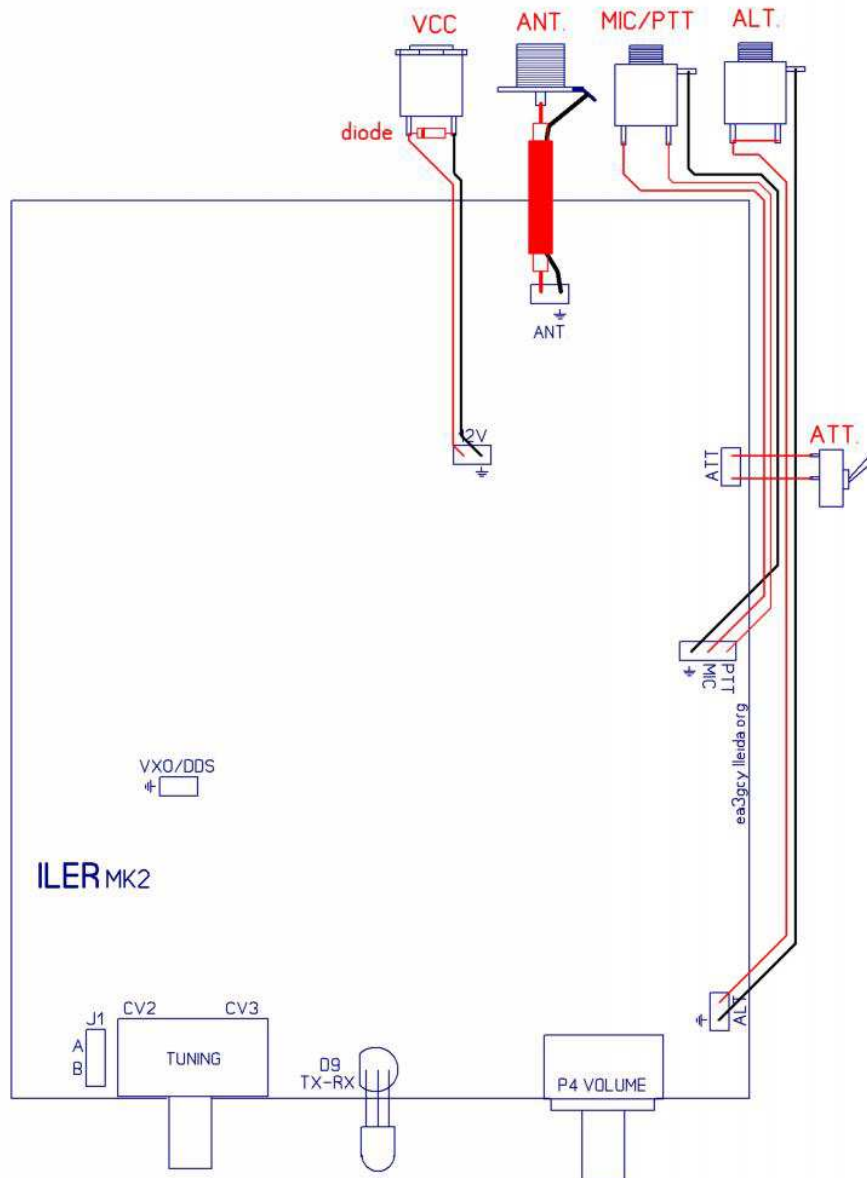 VCC
ANT.
MIC/PTT
ALT.
diode
ANT
12V
ATT
ATT.
PTT
MIC
ea3gcy lleida org
VXO/DDS
ILER MK2
CV2
CV3
J1
A
B
TUNING
D9
TX-RX
P4 VOLUME
ALT